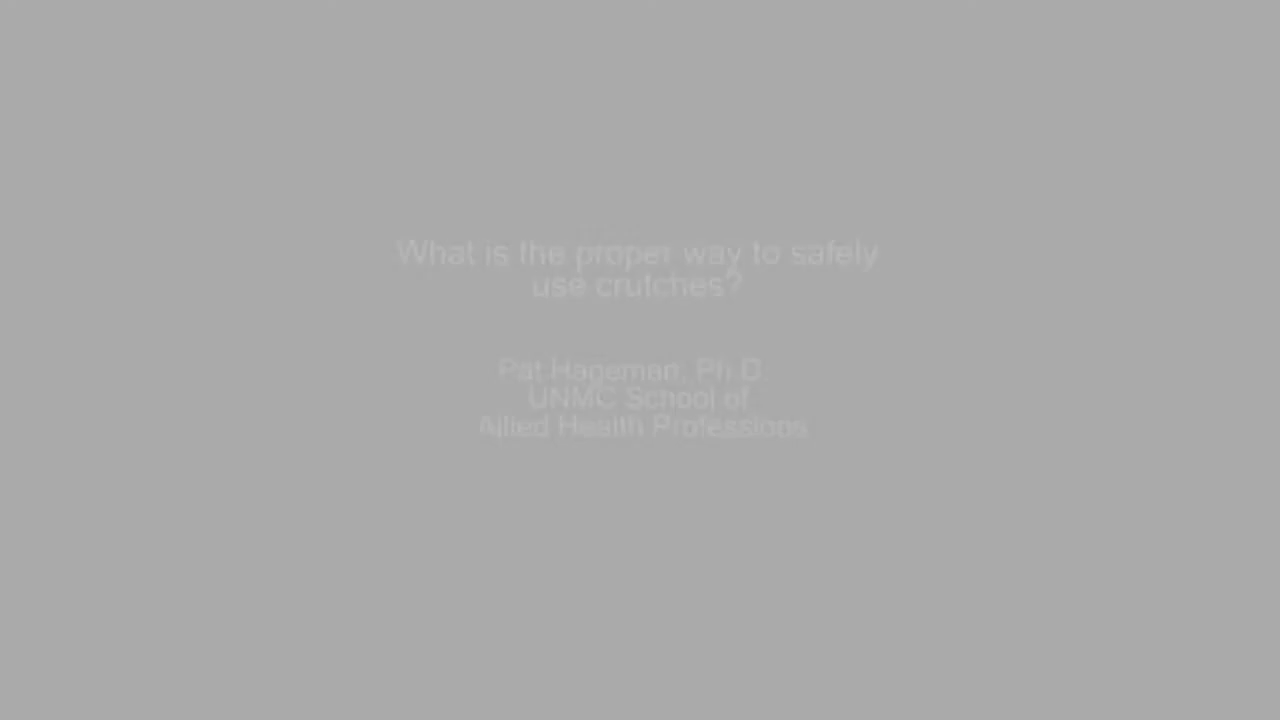 What is the proper way to safely
use crutches?
Pat Hageman, Ph.D.
UNMC School of
Allied Health Professions